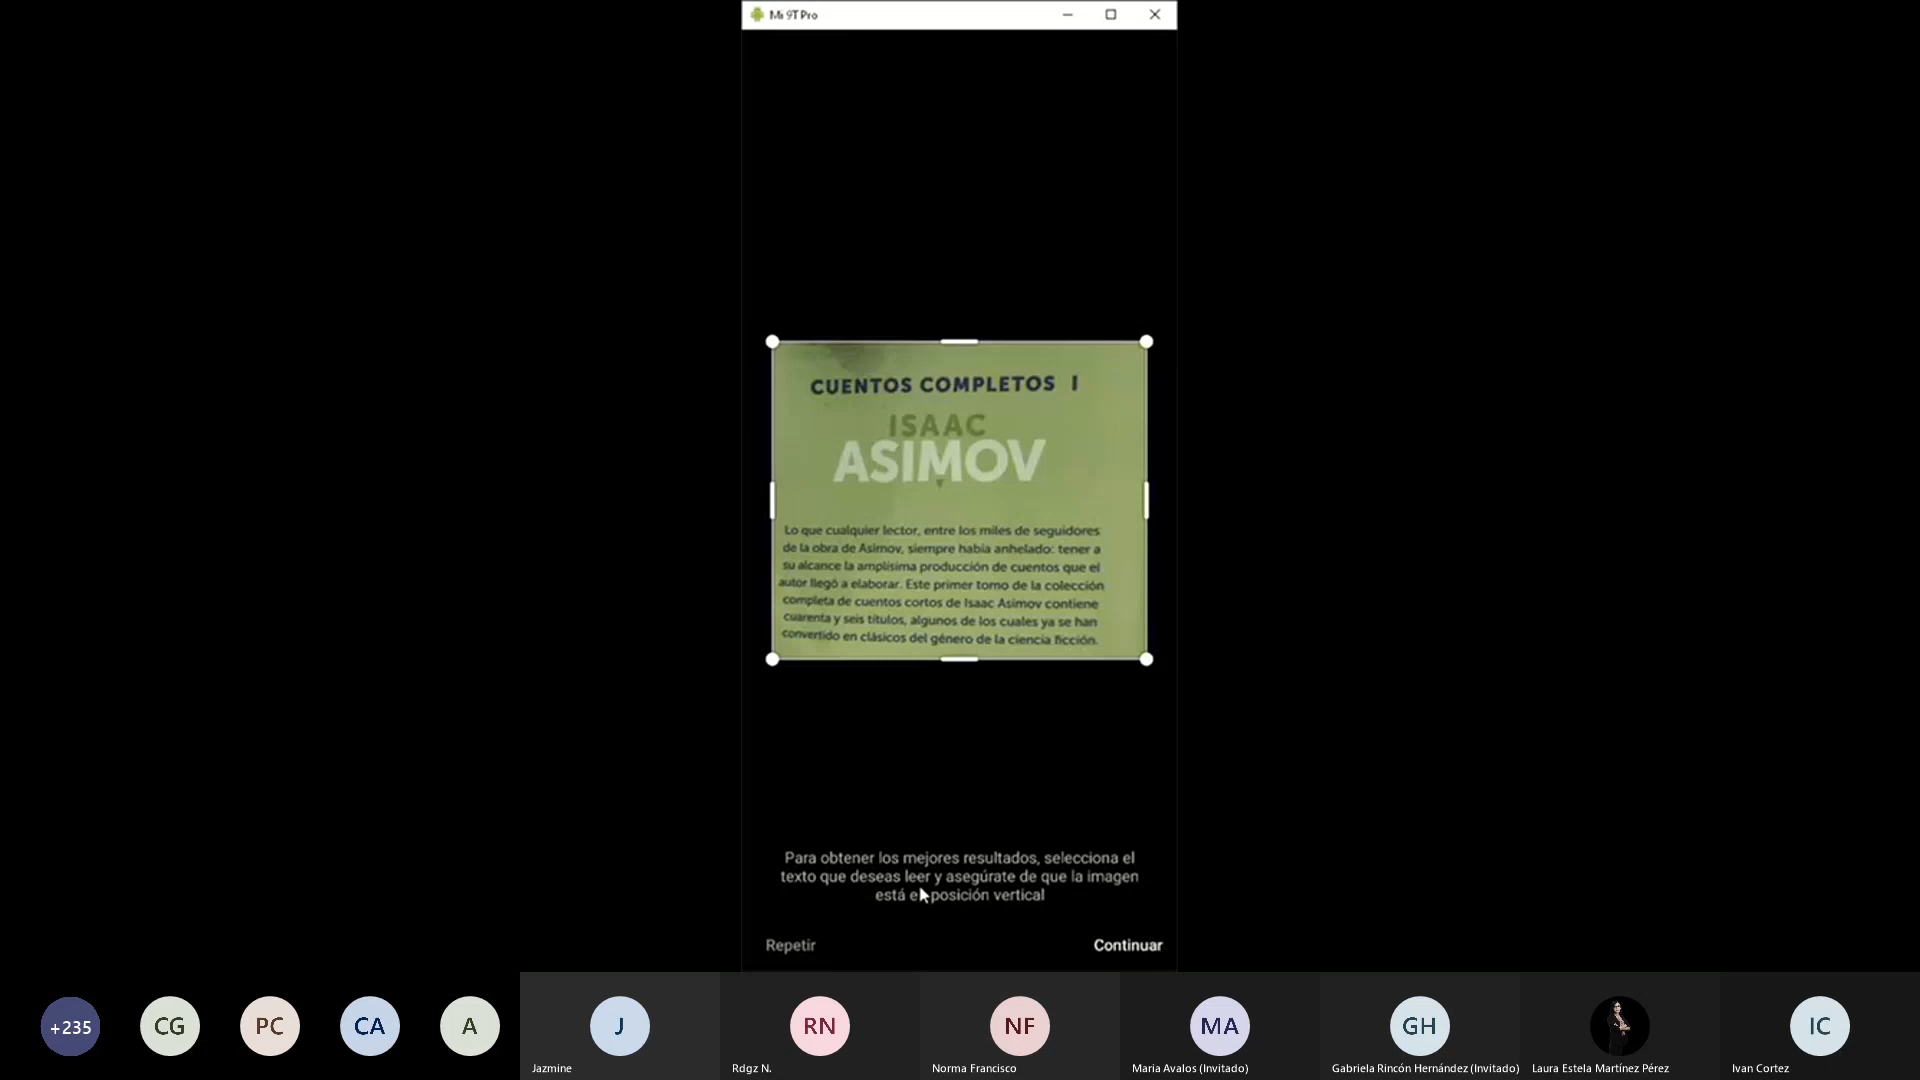 Mi 9T Pro
CUENTOS COMPLETOS I
ISAAC
ASIMOV
Lo que cualquier lector, entre los miles de seguidores
de la obra de Asimov, siempre había anhelado: tener a
su alcance la amplísima producción de cuentos que el
autor llegó a elaborar. Este primer tomo de la colección
completa de cuentos cortos de Isaac Asimov contiene
cuarenta y seis títulos, algunos de los cuales ya se han
convertido en clásicos del género de la ciencia ficción.
Para obtener los mejores resultados, selecciona el
texto que deseas leer y asegúrate de que la imagen
está en posición vertical
Repetir
Continuar
+235
CG
PC
CA
A
J
RN
NF
MA
GH
IC
Jazmine
Rdgz N.
Norma Francisco
Maria Avalos (Invitado)
Gabriela Rincón Hernández (Invitado)
Laura Estela Martínez Pérez
Ivan Cortez